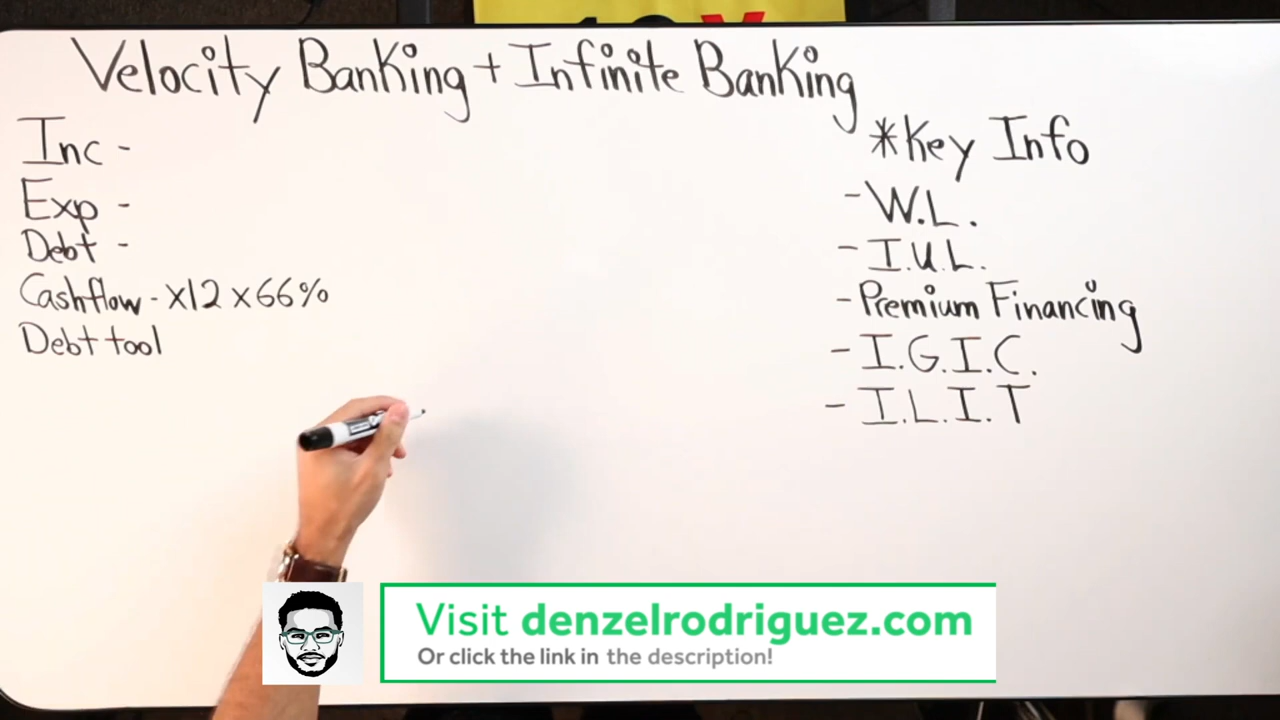 Velocity Banking + Infinite Banking
Inc -
Exp -
Debt -
Cashflow - x12 x 66%
Debt tool
*Key Info
- W.L.
- I.U.L.
- Premium Financing
- I.G.I.C.
- I.L.I.T
Visit denzelrodriguez.com
Or click the link in the description!